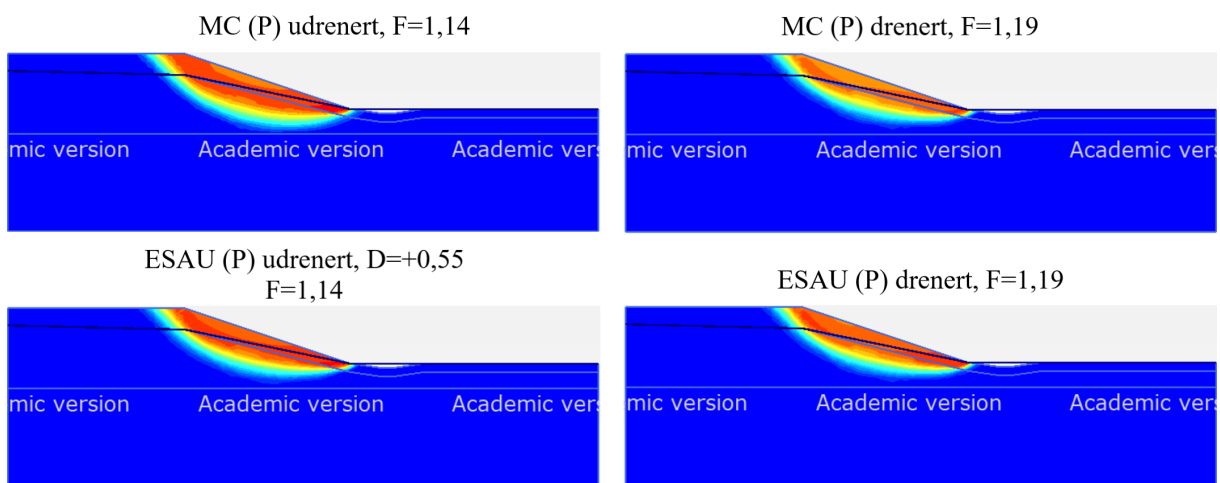 MC (P) udrenert, F=1,14
MC (P) drenert, F=1,19
mic version Academic version Academic vers
mic version Academic version Academic vers
ESAU (P) udrenert, D=+0,55
F=1,14
ESAU (P) drenert, F=1,19
mic version Academic version Academic vers
mic version Academic version Academic vers